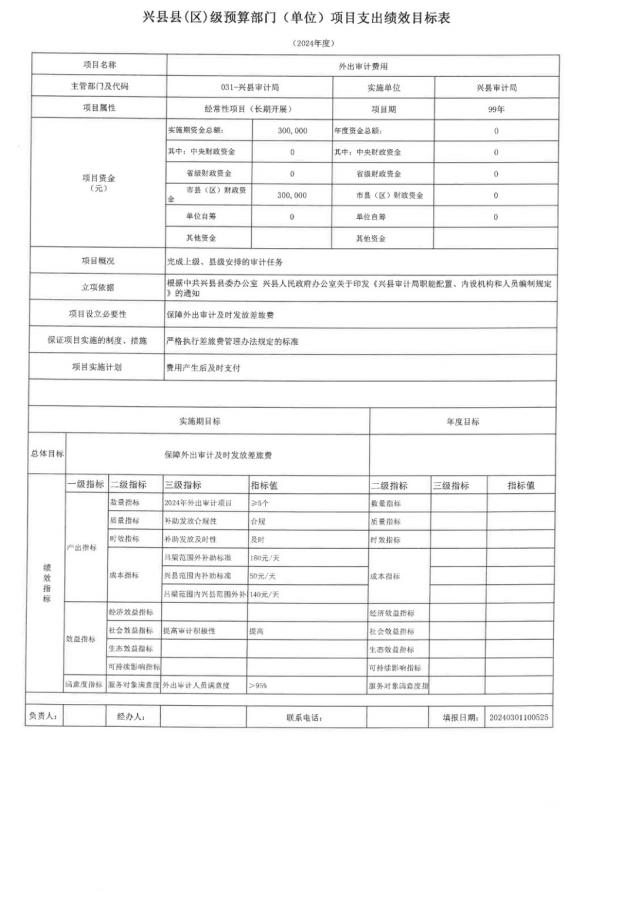 兴县县(区)级预算部门（单位）项目支出绩效目标表
（2024年度）
项目名称 外出审计费用
主管部门及代码 031-兴县审计局 实施单位 兴县审计局
项目属性 经常性项目（长期开展） 项目期 99年
项目资金
（元）
实施期资金总额： 300,000 年度资金总额： 0
其中：中央财政资金 0 其中：中央财政资金 0
省级财政资金 0 省级财政资金 0
市县（区）财政资金 300,000 市县（区）财政资金 0
单位自筹 0 单位自筹 0
其他资金 其他资金
项目概况 完成上级、县级安排的审计任务
立项依据 根据中共兴县县委办公室 兴县人民政府办公室关于印发《兴县审计局职能配置、内设机构和人员编制规定
》的通知
项目设立必要性 保障外出审计及时发放差旅费
保证项目实施的制度、措施 严格执行差旅费管理办法规定的标准
项目实施计划 费用产生后及时支付
实施期目标 年度目标
总体目标 保障外出审计及时发放差旅费
绩效指标
一级指标 二级指标 三级指标 指标值 二级指标 三级指标 指标值
产出指标
数量指标 2024年外出审计项目 ≥5个 数量指标
质量指标 补助发放合规性 合规 质量指标
时效指标 补助发放及时性 及时 时效指标
成本指标 吕梁范围外补助标准 180元/天 成本指标
兴县范围内补助标准 50元/天
吕梁范围内兴县范围外补 140元/天
效益指标
经济效益指标 经济效益指标
社会效益指标 提高审计积极性 提高 社会效益指标
生态效益指标 生态效益指标
可持续影响指标 可持续影响指标
满意度指标 服务对象满意度 外出审计人员满意度 >95% 服务对象满意度指
负责人： 经办人： 联系电话： 填报日期： 20240301100525